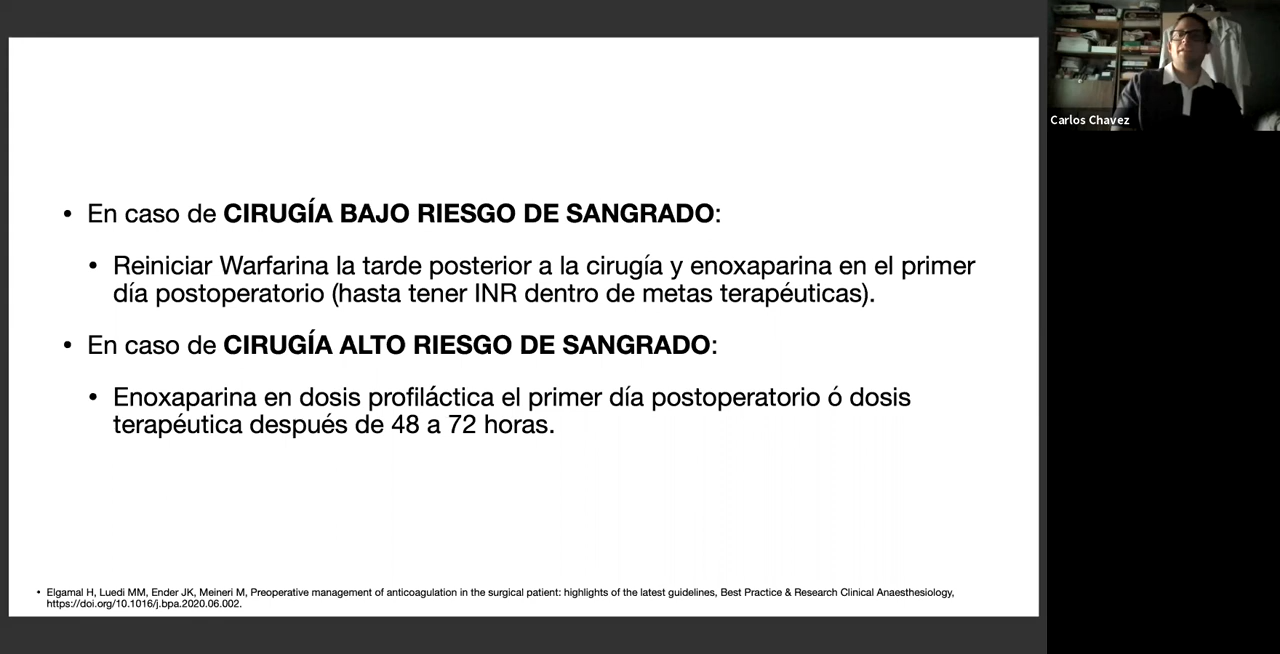 • En caso de CIRUGÍA BAJO RIESGO DE SANGRADO:
• Reiniciar Warfarina la tarde posterior a la cirugía y enoxaparina en el primer
día postoperatorio (hasta tener INR dentro de metas terapéuticas).
• En caso de CIRUGÍA ALTO RIESGO DE SANGRADO:
• Enoxaparina en dosis profiláctica el primer día postoperatorio ó dosis
terapéutica después de 48 a 72 horas.
• Elgamal H, Luedi MM, Ender JK, Meineri M, Preoperative management of anticoagulation in the surgical patient: highlights of the latest guidelines, Best Practice & Research Clinical Anaesthesiology,
https://doi.org/10.1016/j.bpa.2020.06.002.
Carlos Chavez